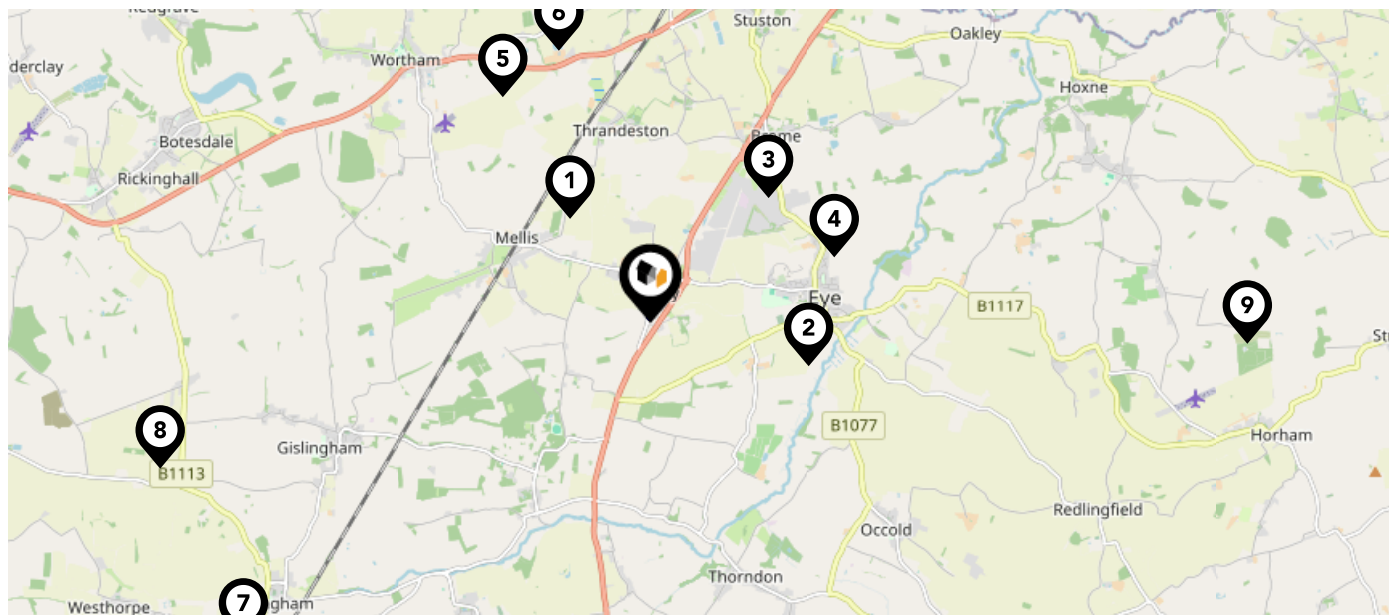 Redgrave
6
Stuston
Oakley
5
Wortham
derclay
Hoxne
Thrandeston
Brome
Botesdale
3
Rickinghall
1
4
Mellis
Eye
B1117
9
2
St
8
B1077
Horham
Gislingham
B1113
Redlingfield
Occold
Thorndon
7
gham
Westhorpe